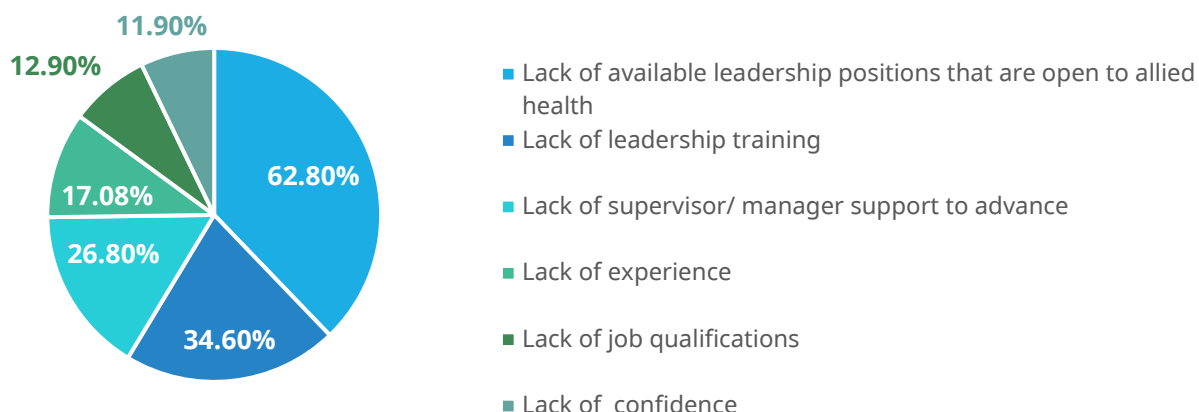 11.90%
12.90%
62.80%
17.08%
26.80%
34.60%
Lack of available leadership positions that are open to allied
health
Lack of leadership training
Lack of supervisor/ manager support to advance
Lack of experience
Lack of job qualifications
Lack of  confidence